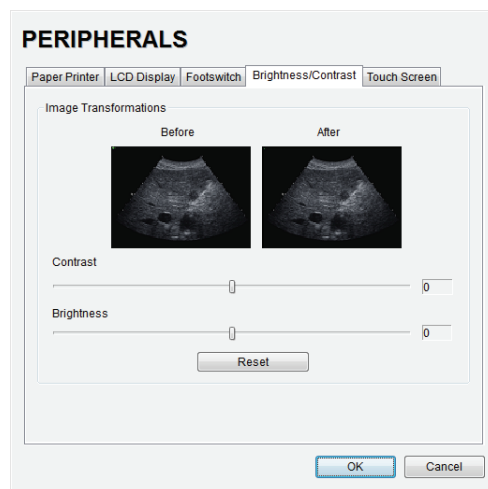 PERIPHERALS
Paper Printer LCD Display Footswitch Brightness/Contrast Touch Screen
Image Transformations
Before After
Contrast
0
Brightness
0
Reset
OK Cancel